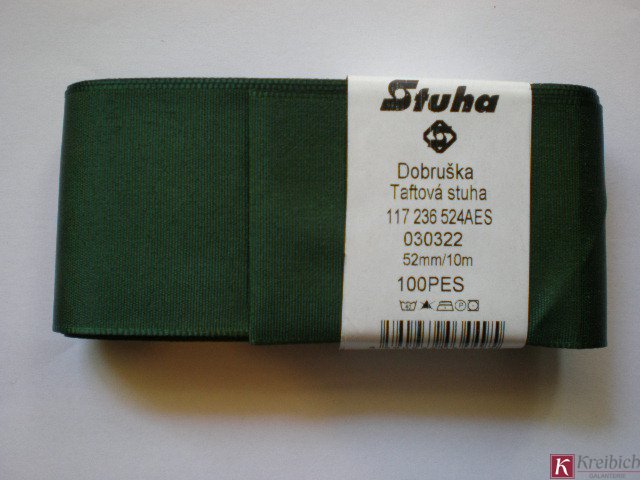 Stuha
Dobruška
Taftová stuha
117 236 524AES
030322
52mm/10m
100PES
K Kreibich
GALANTERIE